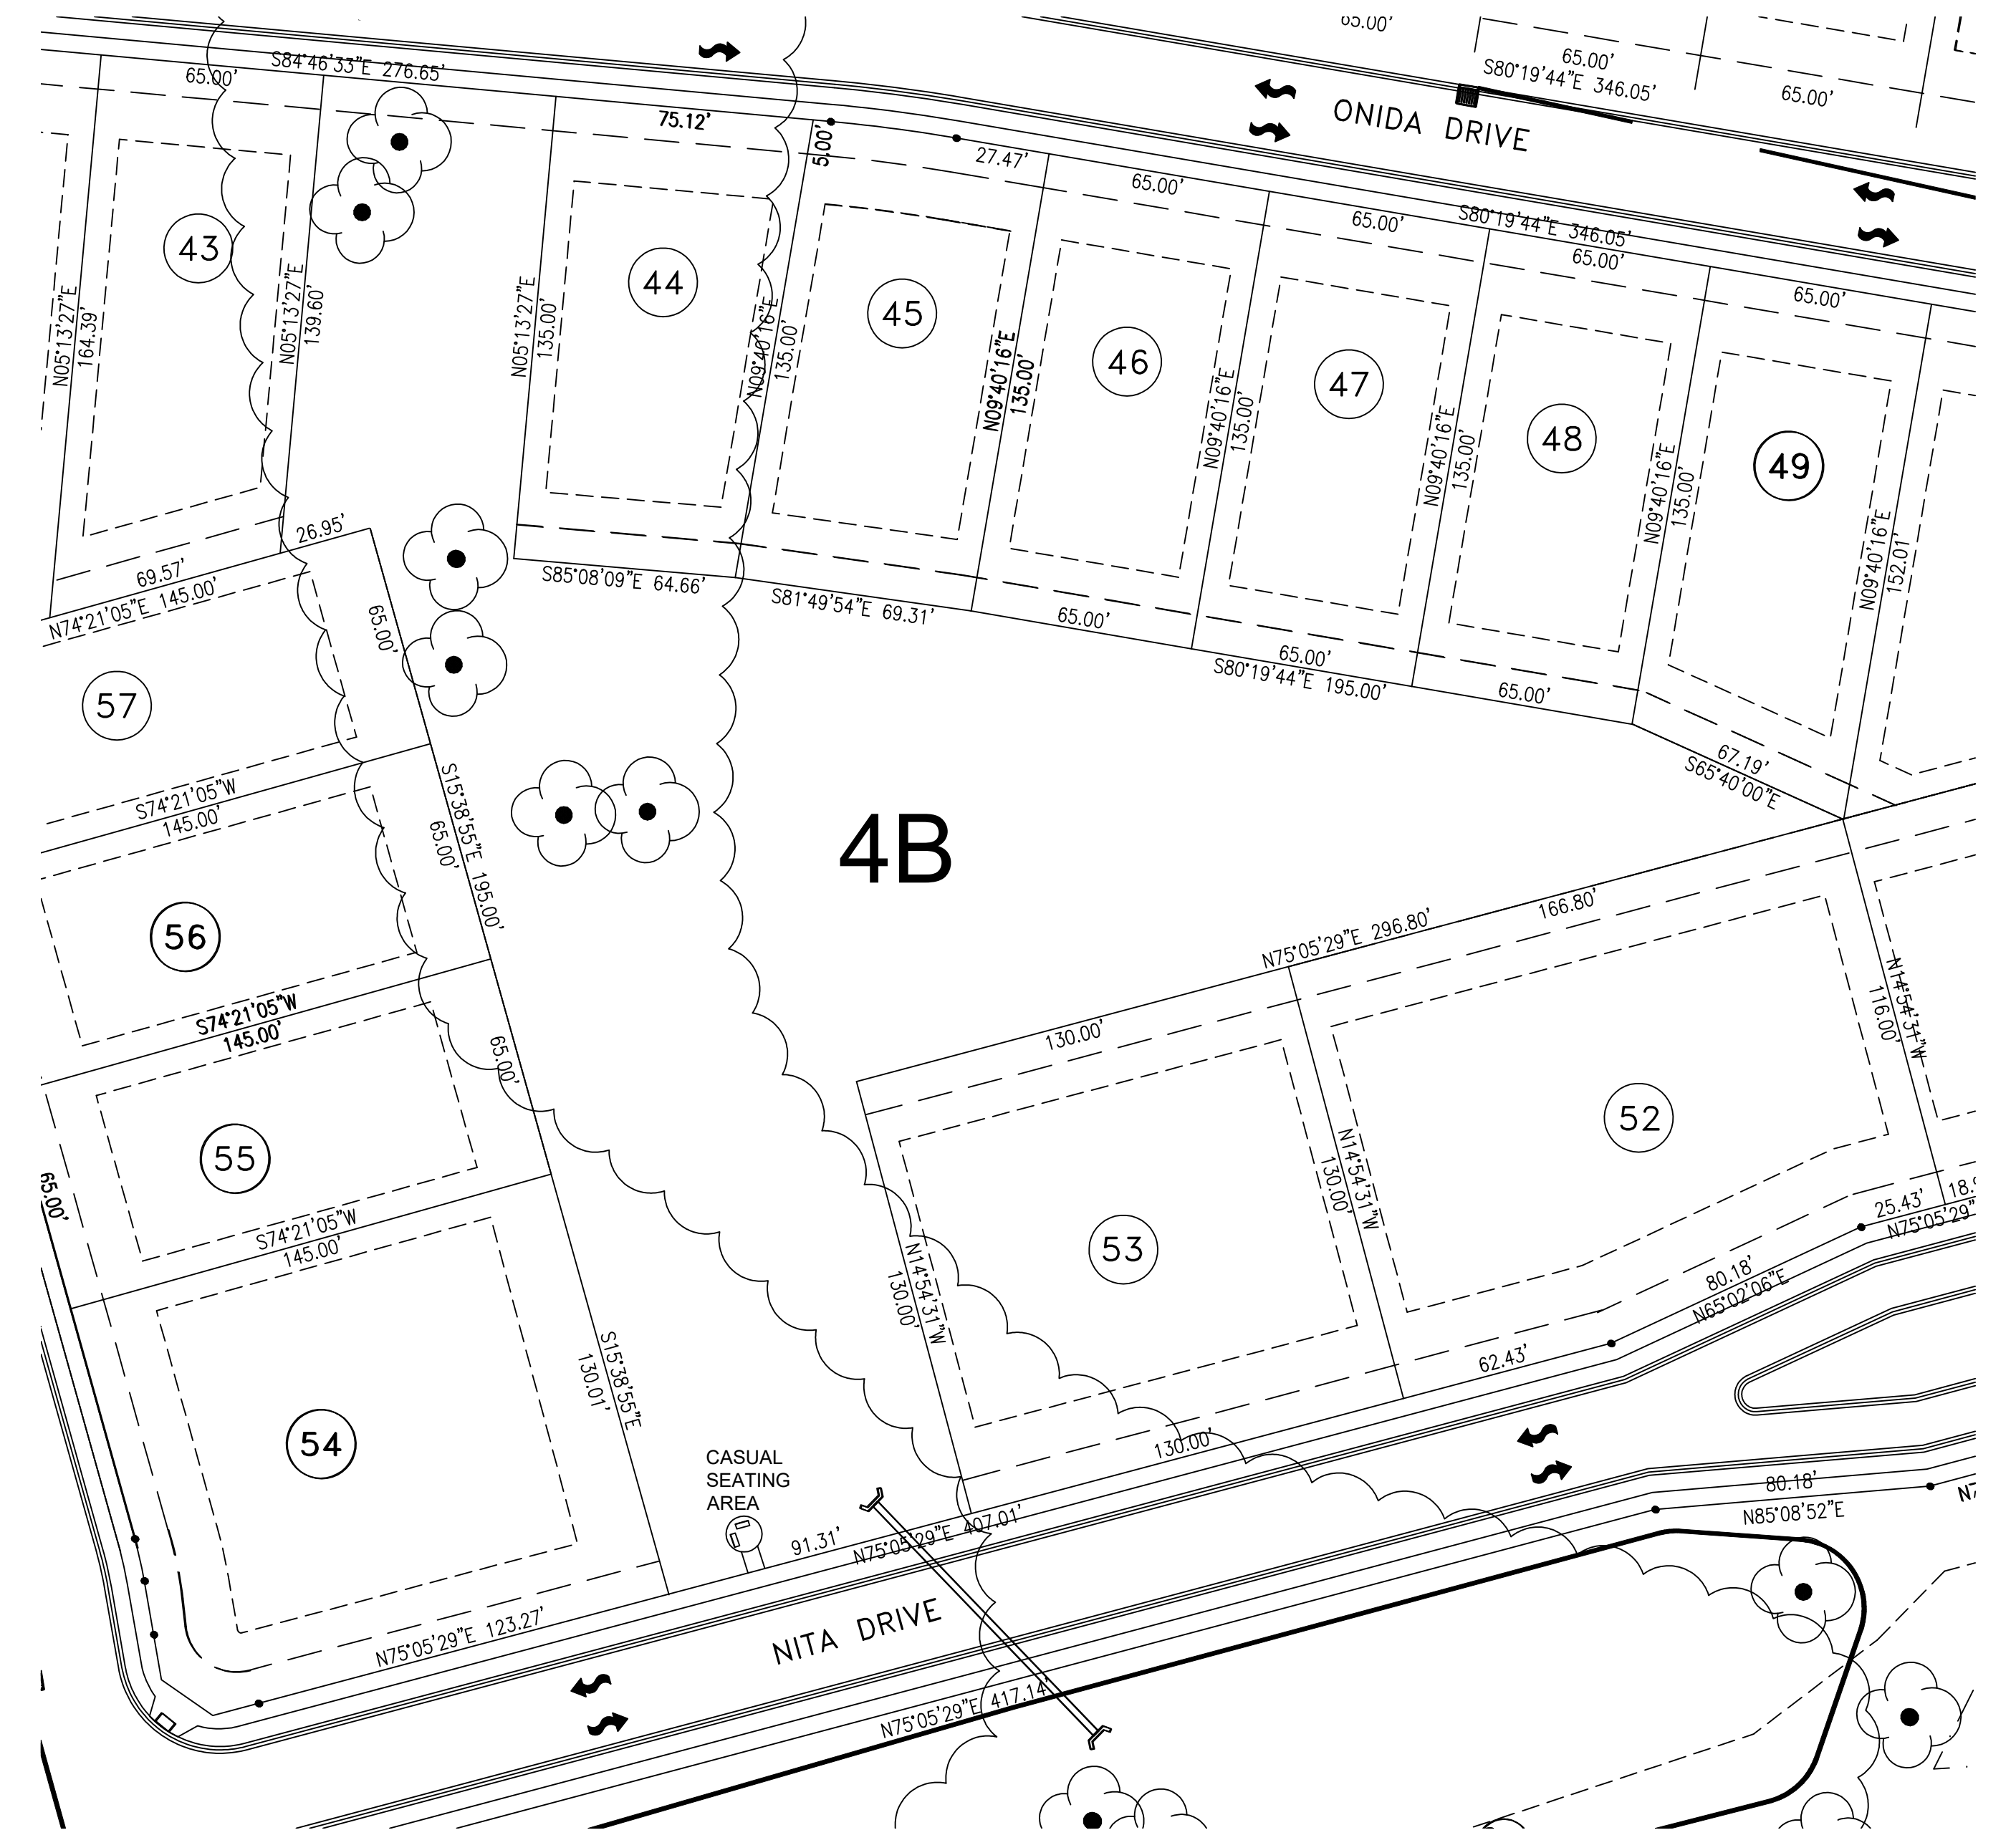 65.00'
65.00'
S80°19'44"E 346.05'
65.00'
S84°46'33"E 276.65'
65.00'
75.12'
5.00'
27.47'
ONIDA DRIVE
65.00'
65.00'
S80°19'44"E 346.05'
65.00'
65.00'
43
44
45
46
47
48
49
N05°13'27"E
164.39'
N05°13'27"E
139.60'
N05°13'27"E
135.00'
N09°40'16"E
135.00'
N09°40'16"E
135.00'
N09°40'16"E
135.00'
N09°40'16"E
135.00'
N09°40'16"E
135.00'
N09°40'16"E
152.01'
26.95'
69.57'
N74°21'05"E 145.00'
65.00'
S85°08'09"E 64.66'
S81°49'54"E 69.31'
65.00'
65.00'
S80°19'44"E 195.00'
65.00'
67.19'
S65°40'00"E
57
S74°21'05"W
145.00'
S15°38'55"E 195.00'
65.00'
4B
56
S74°21'05"W
145.00'
65.00'
N75°05'29"E 296.80'
166.80'
130.00'
N14°54'31"W
116.00'
55
65.00'
S74°21'05"W
145.00'
53
52
N14°54'31"W
130.00'
N14°54'31"W
130.00'
25.43'
N75°05'29"
80.18'
N65°02'06"E
62.43'
130.00'
S15°38'55"E
130.01'
54
CASUAL
SEATING
AREA
91.31'
N75°05'29"E 407.01'
80.18'
N85°08'52"E
NITA DRIVE
N75°05'29"E 123.27'
N75°05'29"E 417.14'